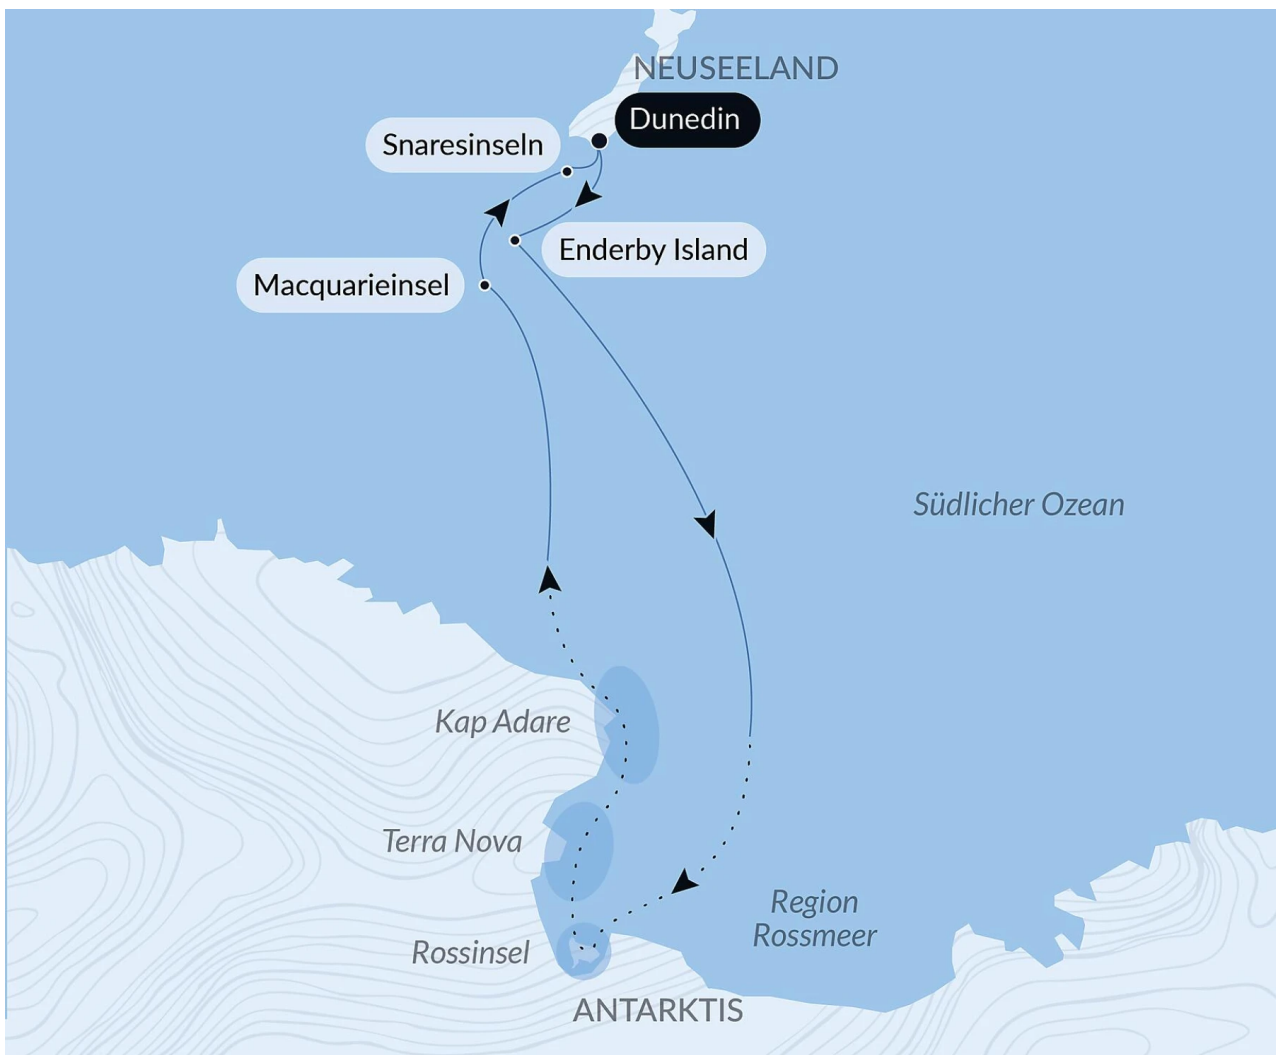 NEUSEELAND
Dunedin
Snaresinseln
Enderby Island
Macquarieinsel
Südlicher Ozean
Kap Adare
Terra Nova
Region
Rossmeer
Rossinsel
ANTARKTIS